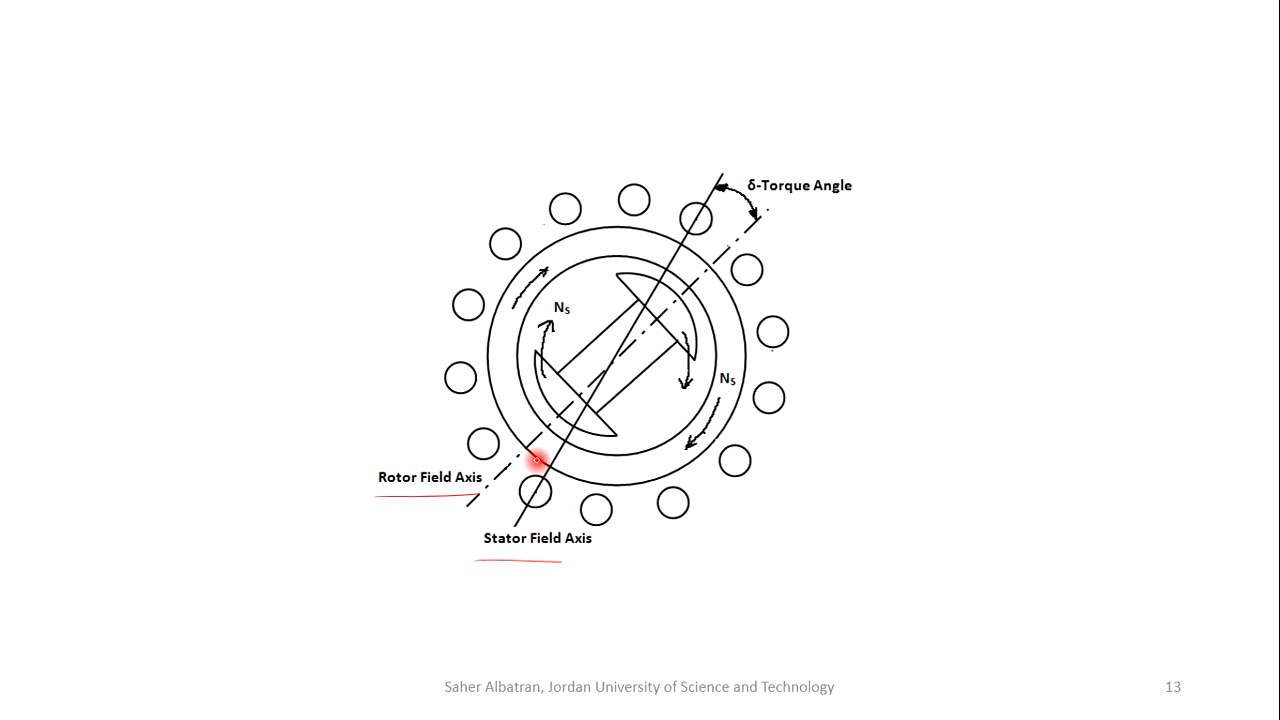 δ-Torque Angle
NS
NS
Rotor Field Axis
Stator Field Axis
Saher Albatran, Jordan University of Science and Technology
13